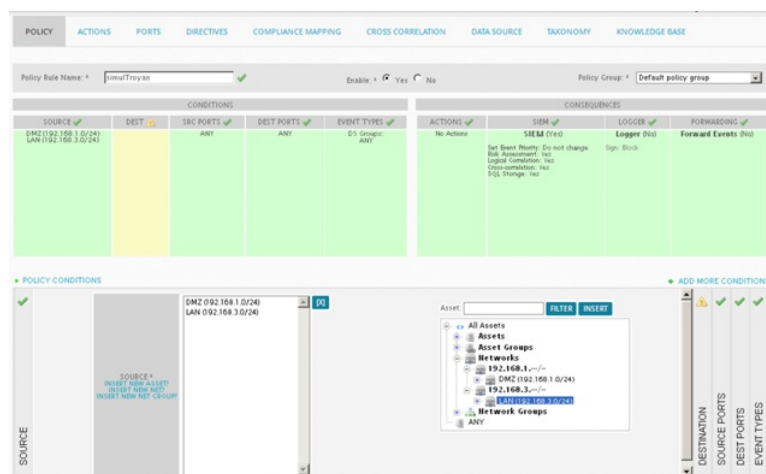 POLICY ACTIONS PORTS DIRECTIVES COMPLIANCE MAPPING CROSS CORRELATION DATA SOURCE TAXONOMY KNOWLEDGE BASE
Policy Rule Name: * simulTroyan Enable: * Yes No Policy Group: * Default policy group
CONDITIONS CONSEQUENCES
SOURCE DEST SRC PORTS DEST PORTS EVENT TYPES ACTIONS SIEM LOGGER FORWARDING
DMZ (192.168.1.0/24) ANY ANY DS Groups: No Actions SIEM (Yes) Logger (No) Forward Events (No)
LAN (192.168.3.0/24) ANY
Set Event Priority: Do not change Sign: Block
Risk Assessment: Yes
Logical Correlation: Yes
Cross-correlation: Yes
SQL Storage: Yes
POLICY CONDITIONS ADD MORE CONDITION
DMZ (192.168.1.0/24) [X]
LAN (192.168.3.0/24)
Asset: FILTER INSERT
All Assets
Assets
Asset Groups
Networks
192.168.1.--/--
DMZ (192.168.1.0/24)
192.168.3.--/--
LAN (192.168.3.0/24)
Network Groups
ANY
SOURCE *
INSERT NEW ASSET?
INSERT NEW NET?
INSERT NEW NET GROUP?
SOURCE
DESTINATION
SOURCE PORTS
DEST PORTS
EVENT TYPES